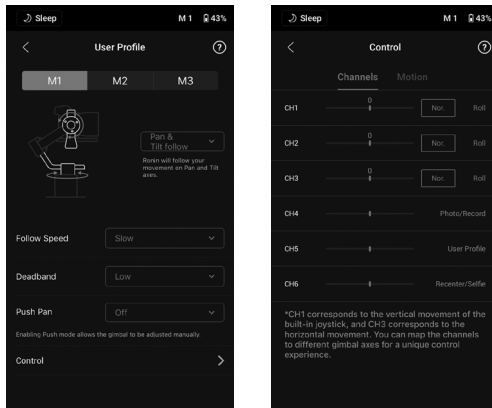 Sleep M 1 43%
User Profile ?
M1 M2 M3
Pan &
Tilt follow
Ronin will follow your
movement on Pan and Tilt
axes.
Follow Speed Slow
Deadband Low
Push Pan Off
Enabling Push mode allows the gimbal to be adjusted manually.
Control
Sleep M 1 43%
Control ?
Channels Motion
CH1 0 Nor. Roll
CH2 0 Nor. Roll
CH3 0 Nor. Roll
CH4 Photo/Record
CH5 User Profile
CH6 Recenter/Selfie
*CH1 corresponds to the vertical movement of the
built-in joystick, and CH3 corresponds to the
horizontal movement. You can map the channels
to different gimbal axes for a unique control
experience.